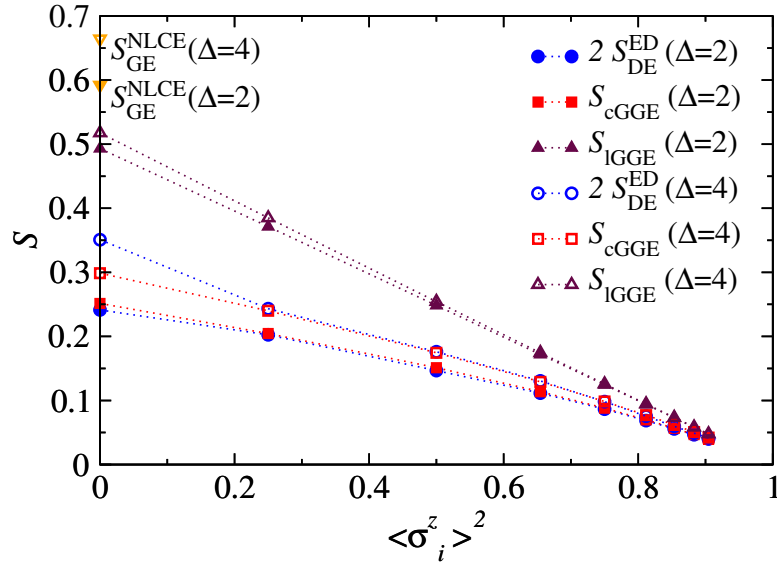 0.7
0.6
0.5
0.4
0.3
0.2
0.1
0
S
S_GE^NLCE(Δ=4)
S_GE^NLCE(Δ=2)
2 S_DE^ED (Δ=2)
S_cGGE (Δ=2)
S_lGGE (Δ=2)
2 S_DE^ED (Δ=4)
S_cGGE (Δ=4)
S_lGGE (Δ=4)
0 0.2 0.4 0.6 0.8 1
<σ^z_i>^2